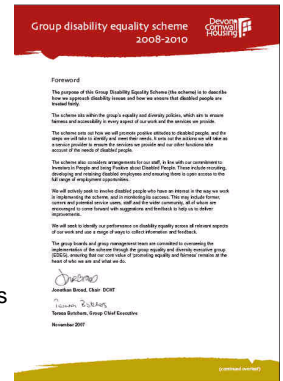 Group disability equality scheme
2008-2010
Devon&
Cornwall
Housing
Foreword
The purpose of this Group Disability Equality Scheme (the scheme) is to describe
how we approach disability issues and how we ensure that disabled people are
treated fairly.
The scheme sits within the group's equality and diversity policies, which aim to ensure
fairness and accessibility in every aspect of our work and the services we provide.
The scheme sets out how we will promote positive attitudes to disabled people, and the
steps we will take to identify and meet their needs. It sets out the actions we will take as
a service provider to ensure the services we provide and our other functions take
account of the needs of disabled people.
The scheme also considers arrangements for our staff, in line with our commitment to
Investors in People and being Positive about Disabled People. These include recruiting,
developing and retaining disabled employees and ensuring there is open access to the
full range of employment opportunities.
We will actively seek to involve disabled people who have an interest in the way we work
in implementing the scheme, and in monitoring its success. This may include former,
current and potential service users, staff and the wider community, all of whom are
encouraged to come forward with suggestions and feedback to help us to deliver
improvements.
We will seek to identify our performance on disability equality across all relevant aspects
of our work and use a range of ways to collect information and feedback.
The group boards and group management team are committed to overseeing the
implementation of the scheme through the group equality and diversity executive group
(EDEG), ensuring that our core value of 'promoting equality and fairness' remains at the
heart of who we are and what we do.
Jonathan Broad, Chair DCHT
Teresa Butchers, Group Chief Executive
November 2007
(continued overleaf)
s